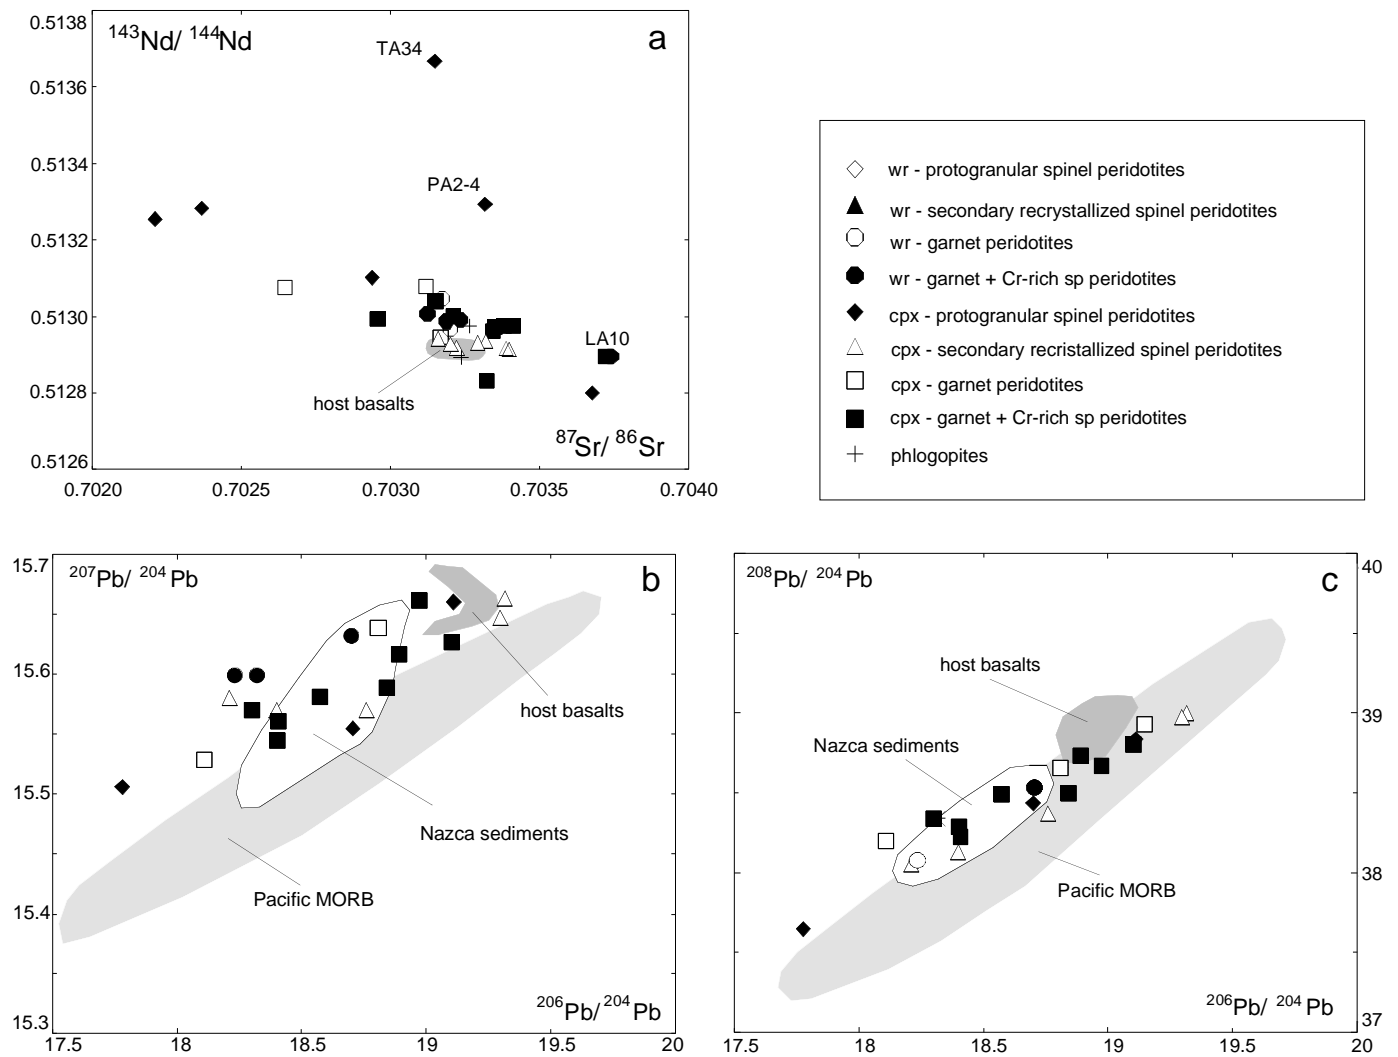 0.5138
0.5136
0.5134
0.5132
0.5130
0.5128
0.5126
143Nd/ 144Nd
a
TA34
PA2-4
LA10
host basalts
87Sr/ 86Sr
0.7020
0.7025
0.7030
0.7035
0.7040
wr - protogranular spinel peridotites
wr - secondary recrystallized spinel peridotites
wr - garnet peridotites
wr - garnet + Cr-rich sp peridotites
cpx - protogranular spinel peridotites
cpx - secondary recristallized spinel peridotites
cpx - garnet peridotites
cpx - garnet + Cr-rich sp peridotites
phlogopites
15.7
15.6
15.5
15.4
15.3
207Pb/ 204Pb
b
host basalts
Nazca sediments
Pacific MORB
206Pb/ 204Pb
17.5
18
18.5
19
19.5
20
208Pb/ 204Pb
c
40
39
38
37
host basalts
Nazca sediments
Pacific MORB
206Pb/ 204Pb
17.5
18
18.5
19
19.5
20